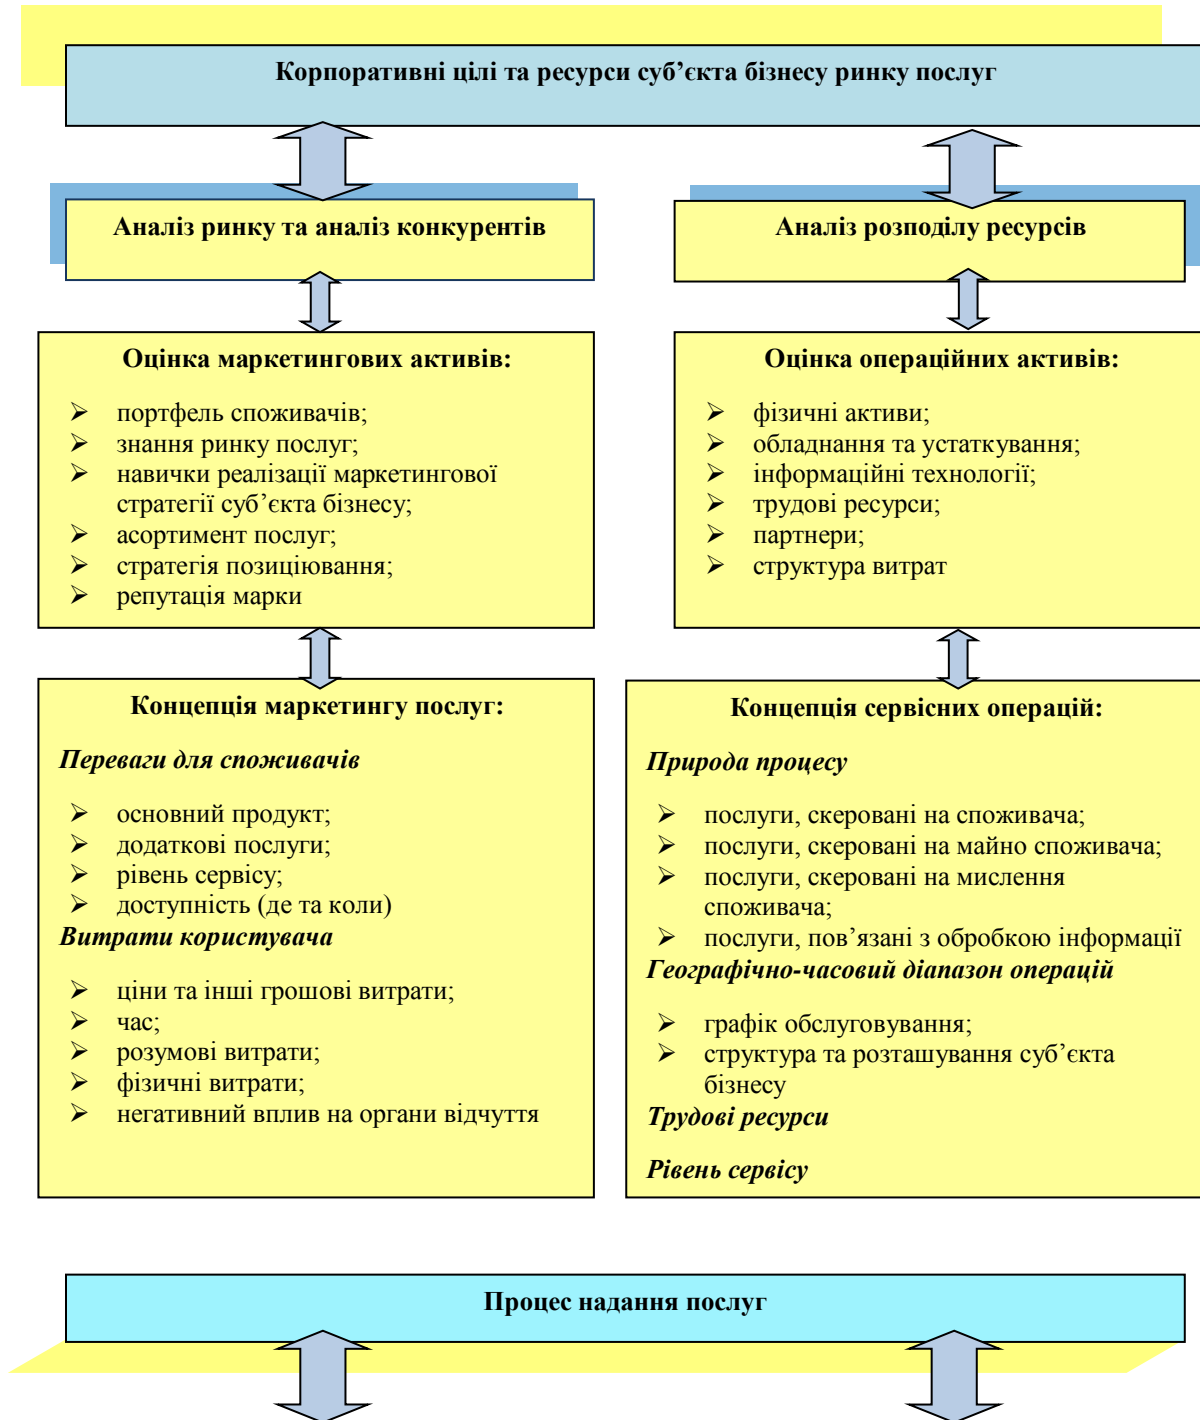 Корпоративні цілі та ресурси суб’єкта бізнесу ринку послуг
Аналіз ринку та аналіз конкурентів
Аналіз розподілу ресурсів
Оцінка маркетингових активів:
➢ портфель споживачів;
➢ знання ринку послуг;
➢ навички реалізації маркетингової
стратегії суб’єкта бізнесу;
➢ асортимент послуг;
➢ стратегія позиціювання;
➢ репутація марки
Оцінка операційних активів:
➢ фізичні активи;
➢ обладнання та устаткування;
➢ інформаційні технології;
➢ трудові ресурси;
➢ партнери;
➢ структура витрат
Концепція маркетингу послуг:
Переваги для споживачів
➢ основний продукт;
➢ додаткові послуги;
➢ рівень сервісу;
➢ доступність (де та коли)
Витрати користувача
➢ ціни та інші грошові витрати;
➢ час;
➢ розумові витрати;
➢ фізичні витрати;
➢ негативний вплив на органи відчуття
Концепція сервісних операцій:
Природа процесу
➢ послуги, скеровані на споживача;
➢ послуги, скеровані на майно споживача;
➢ послуги, скеровані на мислення
споживача;
➢ послуги, пов’язані з обробкою інформації
Географічно-часовий діапазон операцій
➢ графік обслуговування;
➢ структура та розташування суб’єкта
бізнесу
Трудові ресурси
Рівень сервісу
Процес надання послуг